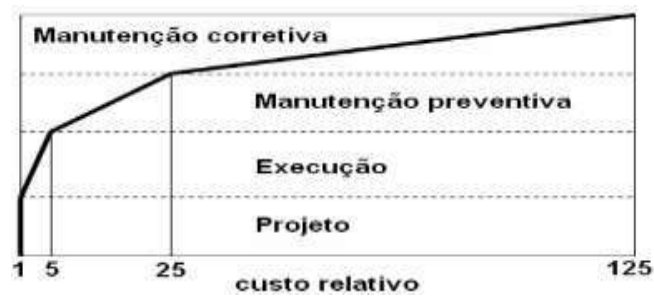 Manutenção corretiva
Manutenção preventiva
Execução
Projeto
1 5 25 125
custo relativo